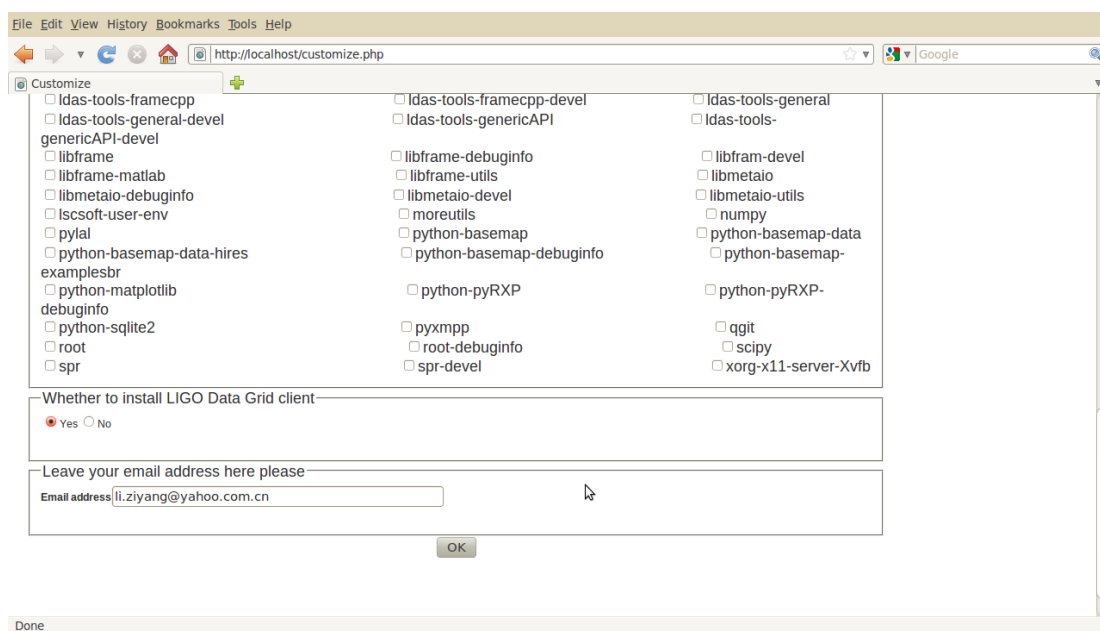 File Edit View History Bookmarks Tools Help
http://localhost/customize.php Google
Customize
ldas-tools-framecpp ldas-tools-framecpp-devel ldas-tools-general
ldas-tools-general-devel ldas-tools-genericAPI ldas-tools-
genericAPI-devel
libframe libframe-debuginfo libfram-devel
libframe-matlab libframe-utils libmetaio
libmetaio-debuginfo libmetaio-devel libmetaio-utils
lscsoft-user-env moreutils numpy
pylal python-basemap python-basemap-data
python-basemap-data-hires python-basemap-debuginfo python-basemap-
examplesbr
python-matplotlib python-pyRXP python-pyRXP-
debuginfo
python-sqlite2 pyxmpp qgit
root root-debuginfo scipy
spr spr-devel xorg-x11-server-Xvfb
Whether to install LIGO Data Grid client
Yes No
Leave your email address here please
Email address li.ziyang@yahoo.com.cn
OK
Done